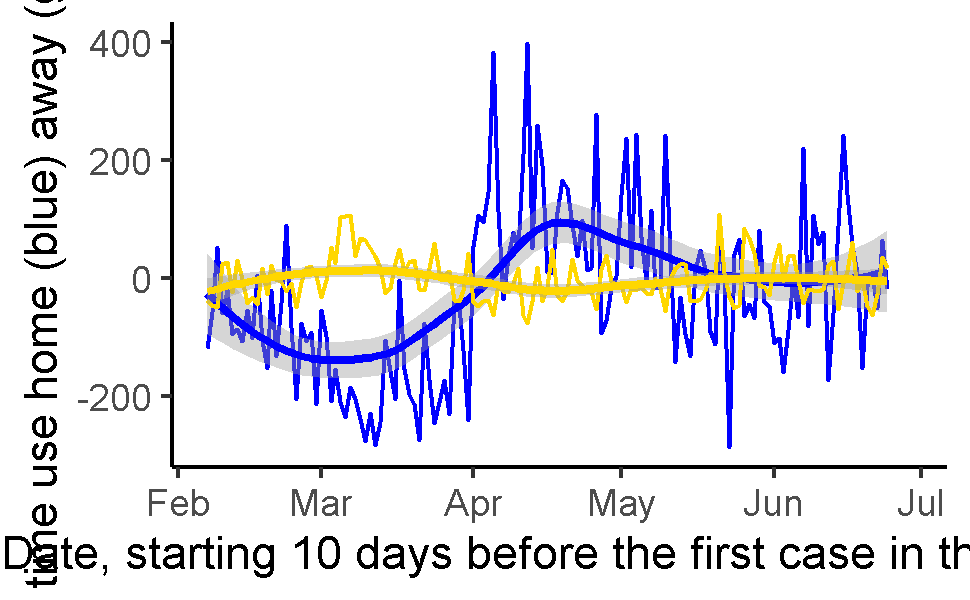 time use home (blue) away (
400
200
0
-200
Feb Mar Apr May Jun Jul
Date, starting 10 days before the first case in th